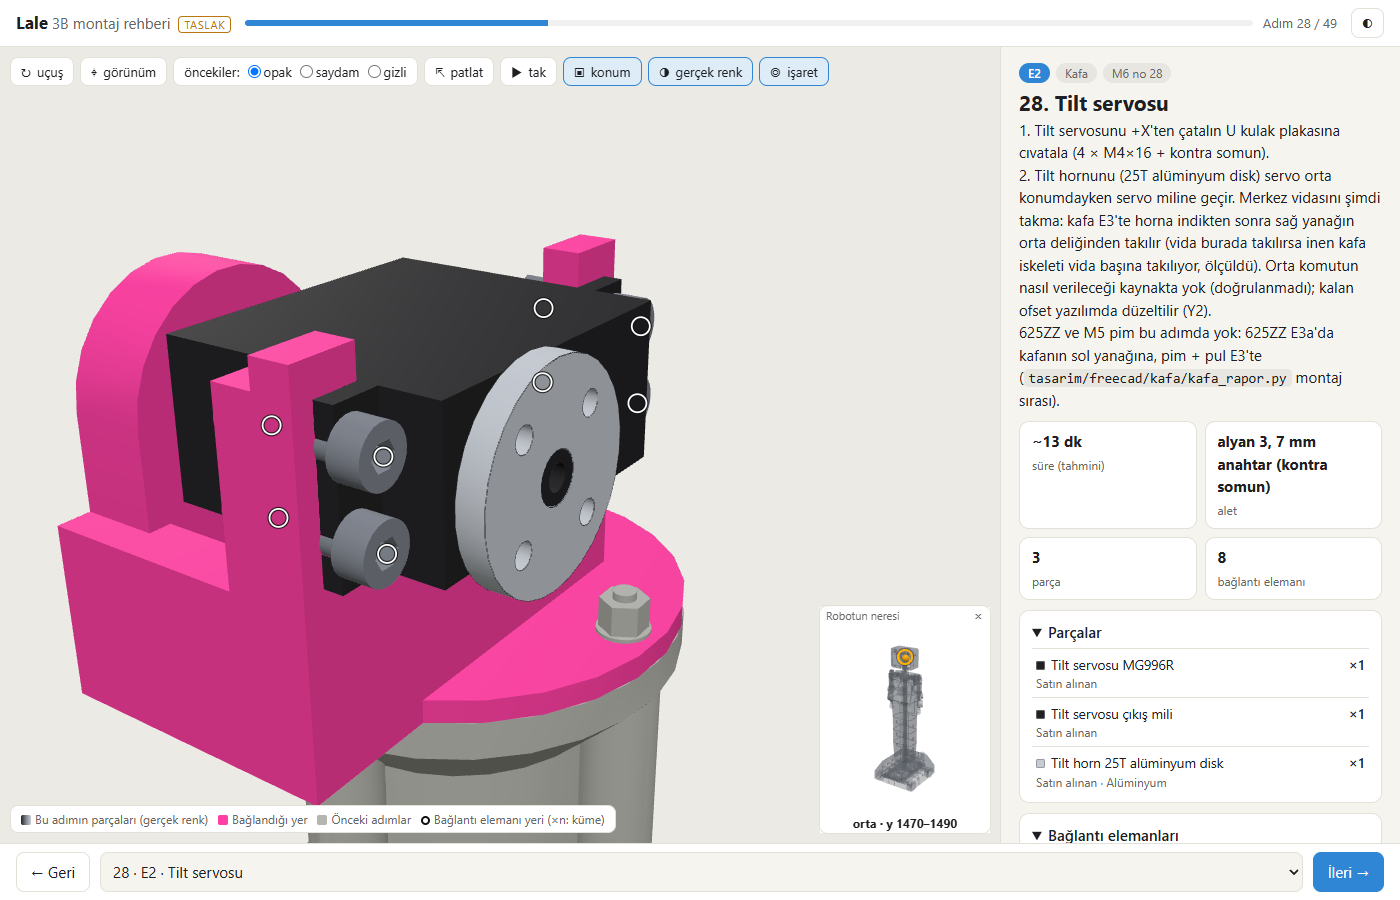 Lale 3B montaj rehberi TASLAK
Adım 28 / 49
↻ uçuş
⌖ görünüm
öncekiler: opak saydam gizli
⇱ patlat
▶ tak
▣ konum
◑ gerçek renk
◎ işaret
E2 Kafa M6 no 28
28. Tilt servosu
1. Tilt servosunu +X'ten çatalın U kulak plakasına
cıvatala (4 × M4×16 + kontra somun).
2. Tilt hornunu (25T alüminyum disk) servo orta
konumdayken servo miline geçir. Merkez vidasını şimdi
takma: kafa E3'te horna indikten sonra sağ yanağın
orta deliğinden takılır (vida burada takılırsa inen kafa
iskeleti vida başına takılıyor, ölçüldü). Orta komutun
nasıl verileceği kaynakta yok (doğrulanmadı); kalan
ofset yazılımda düzeltilir (Y2).
625ZZ ve M5 pim bu adımda yok: 625ZZ E3a'da
kafanın sol yanağına, pim + pul E3'te
(tasarim/freecad/kafa/kafa_rapor.py montaj
sırası).
~13 dk
süre (tahmini)
alyan 3, 7 mm
anahtar (kontra
somun)
alet
3
parça
8
bağlantı elemanı
▼ Parçalar
Tilt servosu MG996R ×1
Satın alınan
Tilt servosu çıkış mili ×1
Satın alınan
Tilt horn 25T alüminyum disk ×1
Satın alınan · Alüminyum
▼ Bağlantı elemanları
Robotun neresi ×
orta · y 1470–1490
Bu adımın parçaları (gerçek renk) Bağlandığı yer Önceki adımlar Bağlantı elemanı yeri (×n: küme)
← Geri
28 · E2 · Tilt servosu
İleri →